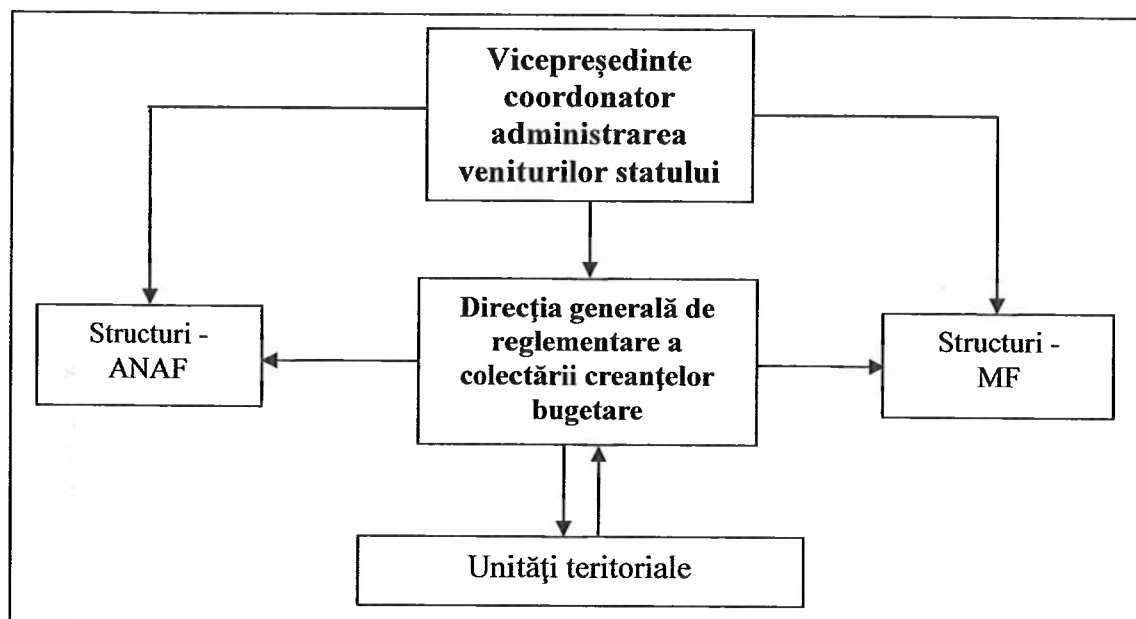 Vicepreşedinte
coordonator
administrarea
veniturilor statului
Structuri -
ANAF
Direcţia generală de
reglementare a
colectării creanţelor
bugetare
Structuri -
MF
Unităţi teritoriale